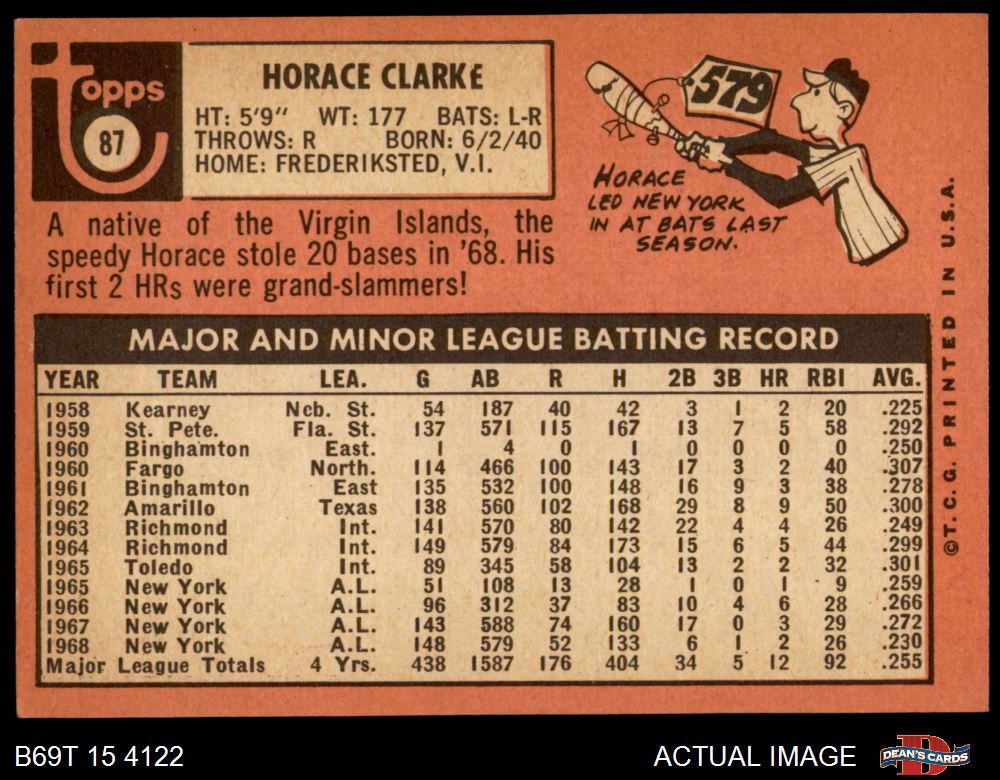 topps
87
HORACE CLARKE
HT: 5'9" WT: 177 BATS: L-R
THROWS: R BORN: 6/2/40
HOME: FREDERIKSTED, V.I.
579
HORACE
LED NEW YORK
IN AT BATS LAST
SEASON.
A native of the Virgin Islands, the
speedy Horace stole 20 bases in '68. His
first 2 HRs were grand-slammers!
MAJOR AND MINOR LEAGUE BATTING RECORD
YEAR TEAM LEA. G AB R H 2B 3B HR RBI AVG.
1958 Kearney Neb. St. 54 187 40 42 3 1 2 20 .225
1959 St. Pete. Fla. St. 137 571 115 167 13 7 5 58 .292
1960 Binghamton East. 1 4 0 1 0 0 0 0 .250
1960 Fargo North. 114 466 100 143 17 3 2 40 .307
1961 Binghamton East 135 532 100 148 16 9 3 38 .278
1962 Amarillo Texas 138 560 102 168 29 8 9 50 .300
1963 Richmond Int. 141 570 80 142 22 4 4 26 .249
1964 Richmond Int. 149 579 84 173 15 6 5 44 .299
1965 Toledo Int. 89 345 58 104 13 2 2 32 .301
1965 New York A.L. 51 108 13 28 1 0 1 9 .259
1966 New York A.L. 96 312 37 83 10 4 6 28 .266
1967 New York A.L. 143 588 74 160 17 0 3 29 .272
1968 New York A.L. 148 579 52 133 6 1 2 26 .230
Major League Totals 4 Yrs. 438 1587 176 404 34 5 12 92 .255
©T.C.G. PRINTED IN U.S.A.
B69T 15 4122
ACTUAL IMAGE
DEAN'S CARDS